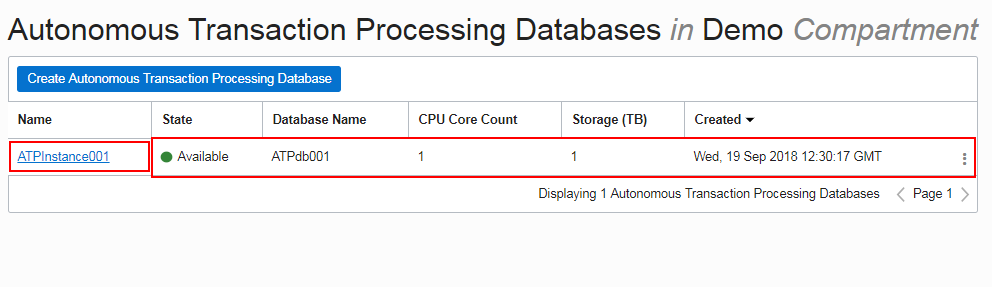 Autonomous Transaction Processing Databases in Demo Compartment
Create Autonomous Transaction Processing Database
Name State Database Name CPU Core Count Storage (TB) Created
ATPInstance001 Available ATPdb001 1 1 Wed, 19 Sep 2018 12:30:17 GMT
Displaying 1 Autonomous Transaction Processing Databases Page 1